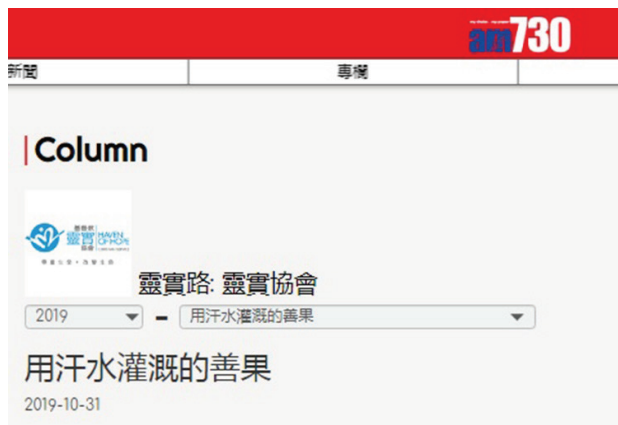 am730
新聞
專欄
Column
靈實
HAVEN
OF HOPE
靈實路: 靈實協會
2019
-
用汗水灌溉的善果
用汗水灌溉的善果
2019-10-31